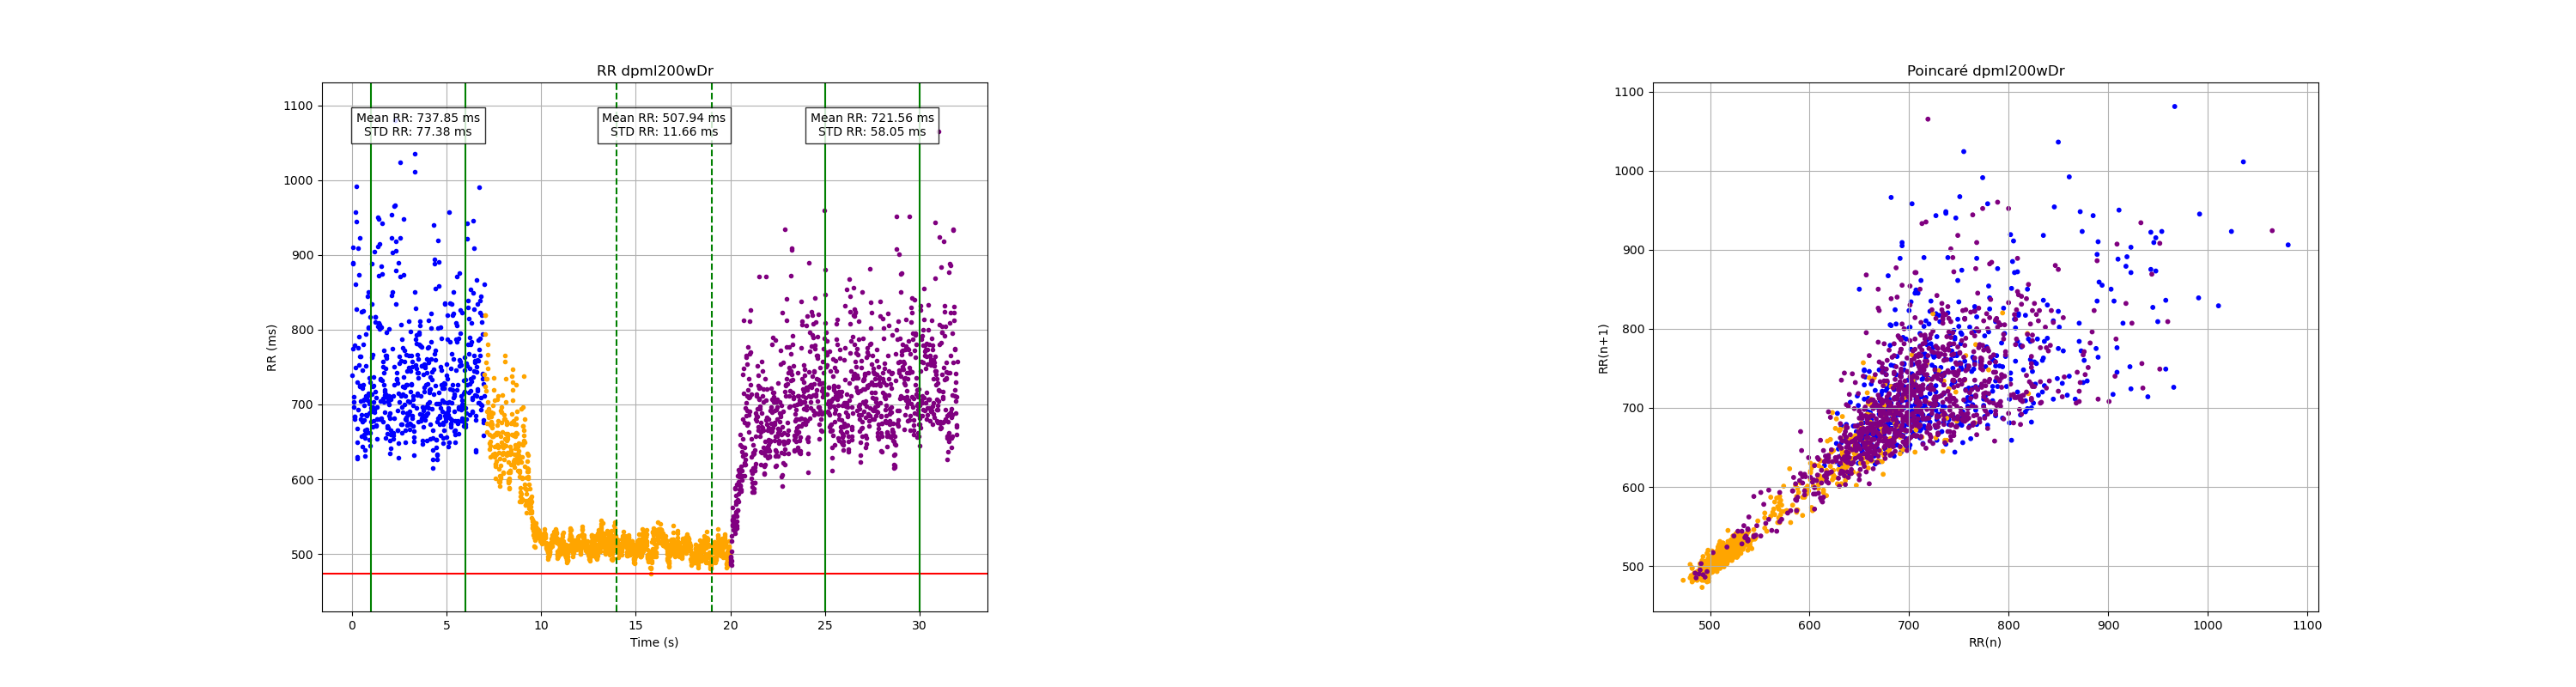 RR dpml200wDr
Mean RR: 737.85 ms
STD RR: 77.38 ms
Mean RR: 507.94 ms
STD RR: 11.66 ms
Mean RR: 721.56 ms
STD RR: 58.05 ms
RR (ms)
1100
1000
900
800
700
600
500
0 5 10 15 20 25 30
Time (s)
Poincaré dpml200wDr
RR(n+1)
1100
1000
900
800
700
600
500
500 600 700 800 900 1000 1100
RR(n)